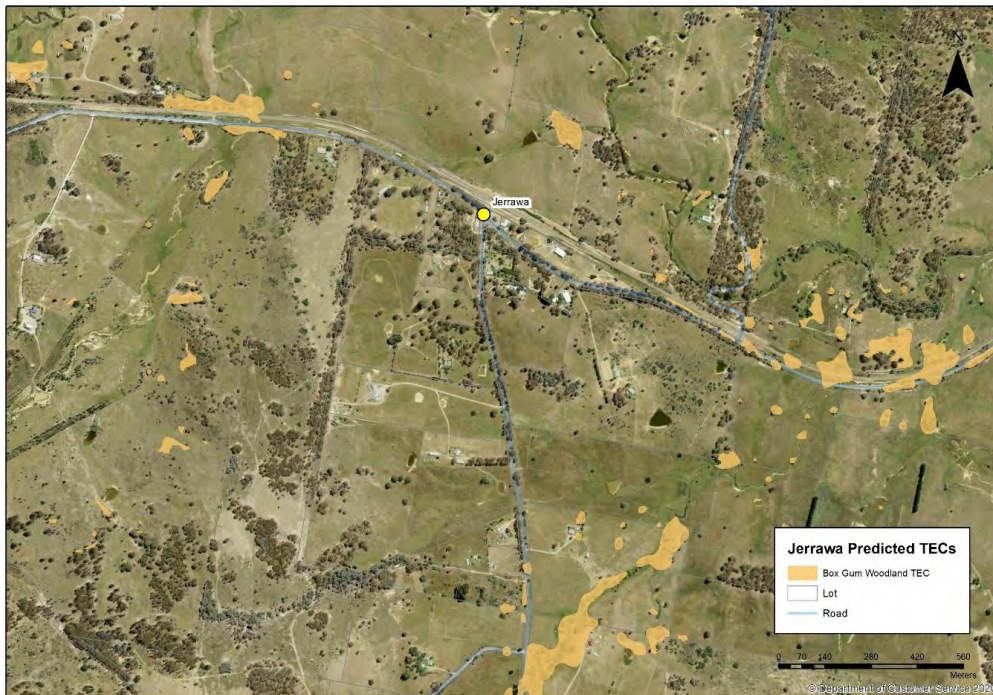 N
Jerrawa
Jerrawa Predicted TECs
Box Gum Woodland TEC
Lot
Road
0 70 140 280 420 560
Meters
© Department of Customer Service